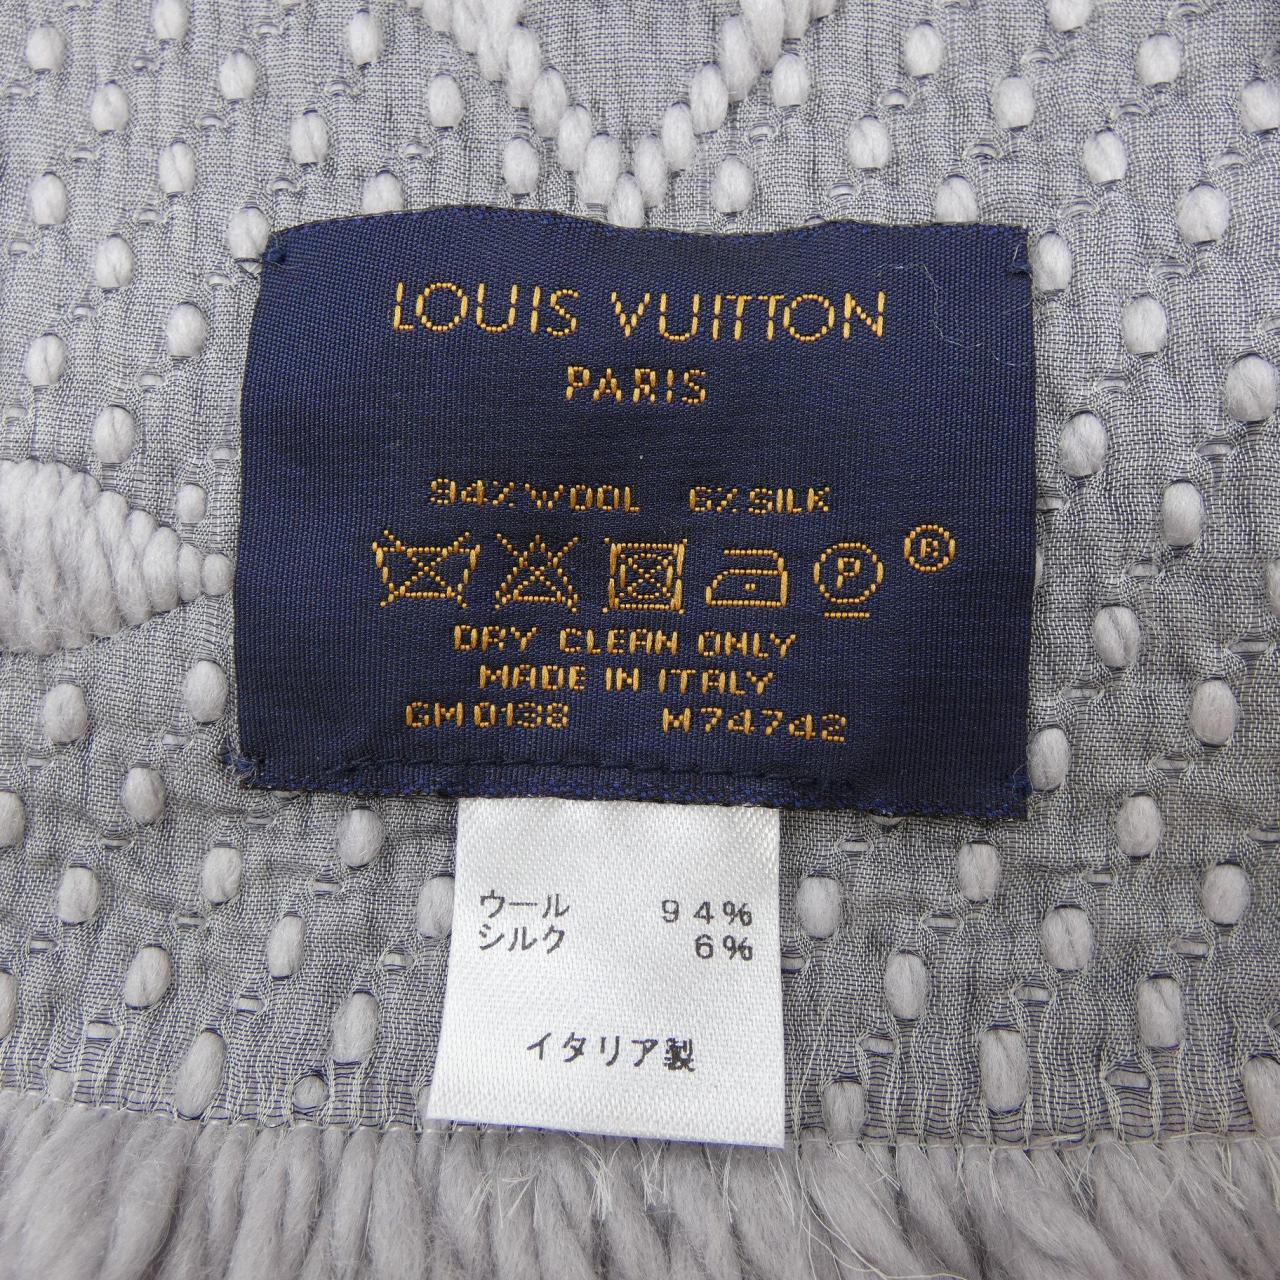 LOUIS VUITTON
PARIS
94% WOOL 6% SILK
P ®
DRY CLEAN ONLY
MADE IN ITALY
GM0138 M74742
ウール 94%
シルク 6%
イタリア製